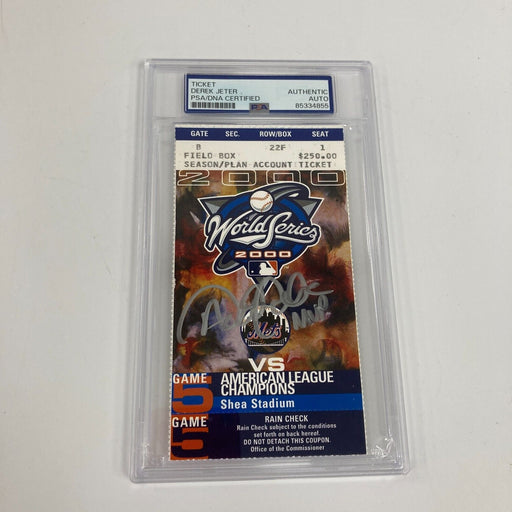 TICKET
DEREK JETER
PSA/DNA CERTIFIED
AUTHENTIC
AUTO
85334855
PSA
GATE SEC. ROW/BOX SEAT
B 22F 1
FIELD BOX $250.00
SEASON/PLAN ACCOUNT TICKET
2000
World Series
2000
MVP
Mets
VS
AMERICAN LEAGUE
CHAMPIONS
Shea Stadium
GAME
5
GAME
RAIN CHECK
Rain Check subject to the conditions
set forth on back hereof.
DO NOT DETACH THIS COUPON.
Office of the Commissioner